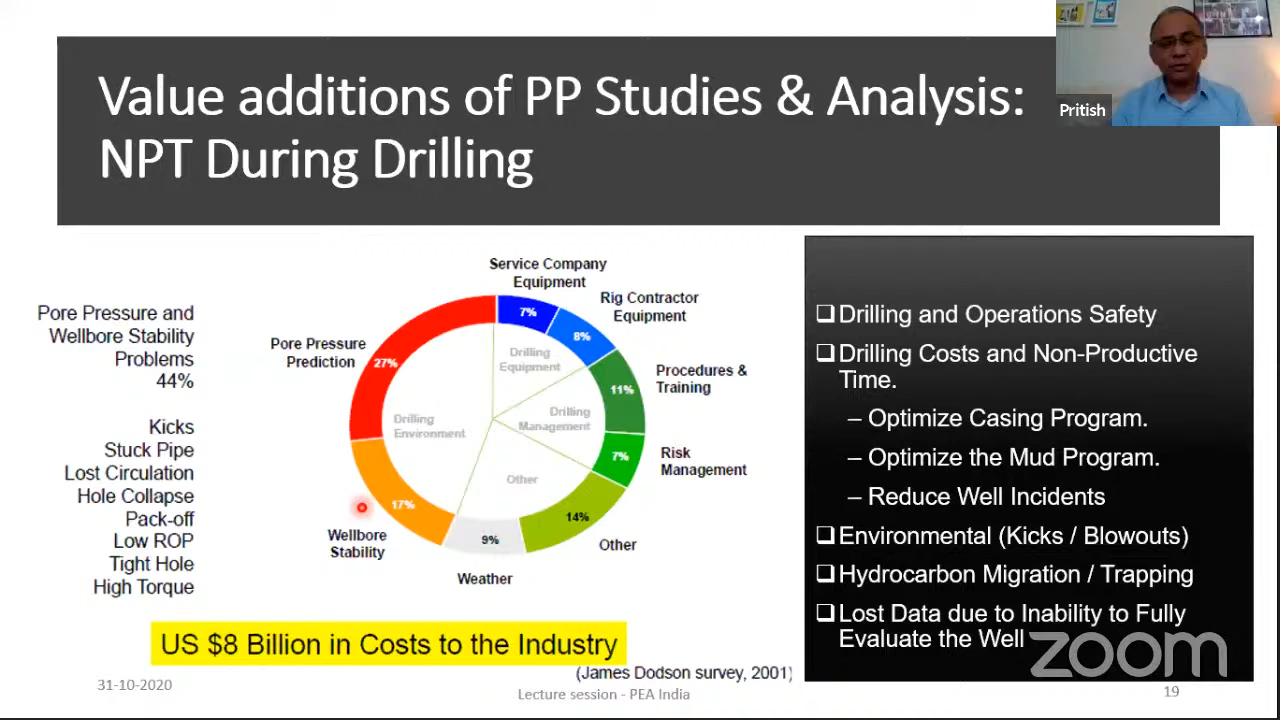 Value additions of PP Studies & Analysis:
NPT During Drilling
Pritish
Pore Pressure and
Wellbore Stability
Problems
44%
Kicks
Stuck Pipe
Lost Circulation
Hole Collapse
Pack-off
Low ROP
Tight Hole
High Torque
Service Company
Equipment
Rig Contractor
Equipment
Pore Pressure
Prediction
Procedures &
Training
Risk
Management
Other
Weather
Wellbore
Stability
7%
8%
11%
7%
14%
9%
17%
27%
Drilling
Equipment
Drilling
Management
Other
Drilling
Environment
US $8 Billion in Costs to the Industry
(James Dodson survey, 2001)
❑Drilling and Operations Safety
❑Drilling Costs and Non-Productive
Time.
– Optimize Casing Program.
– Optimize the Mud Program.
– Reduce Well Incidents
❑Environmental (Kicks / Blowouts)
❑Hydrocarbon Migration / Trapping
❑Lost Data due to Inability to Fully
Evaluate the Well
zoom
31-10-2020
Lecture session - PEA India
19